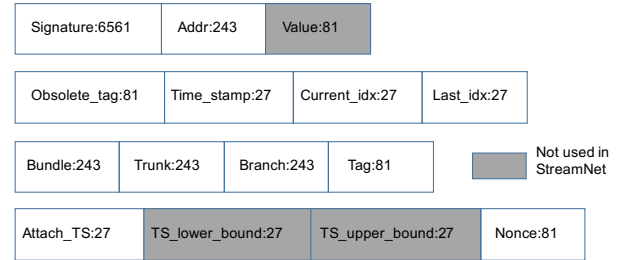 Signature:6561 Addr:243 Value:81
Obsolete_tag:81 Time_stamp:27 Current_idx:27 Last_idx:27
Bundle:243 Trunk:243 Branch:243 Tag:81
Not used in
StreamNet
Attach_TS:27 TS_lower_bound:27 TS_upper_bound:27 Nonce:81